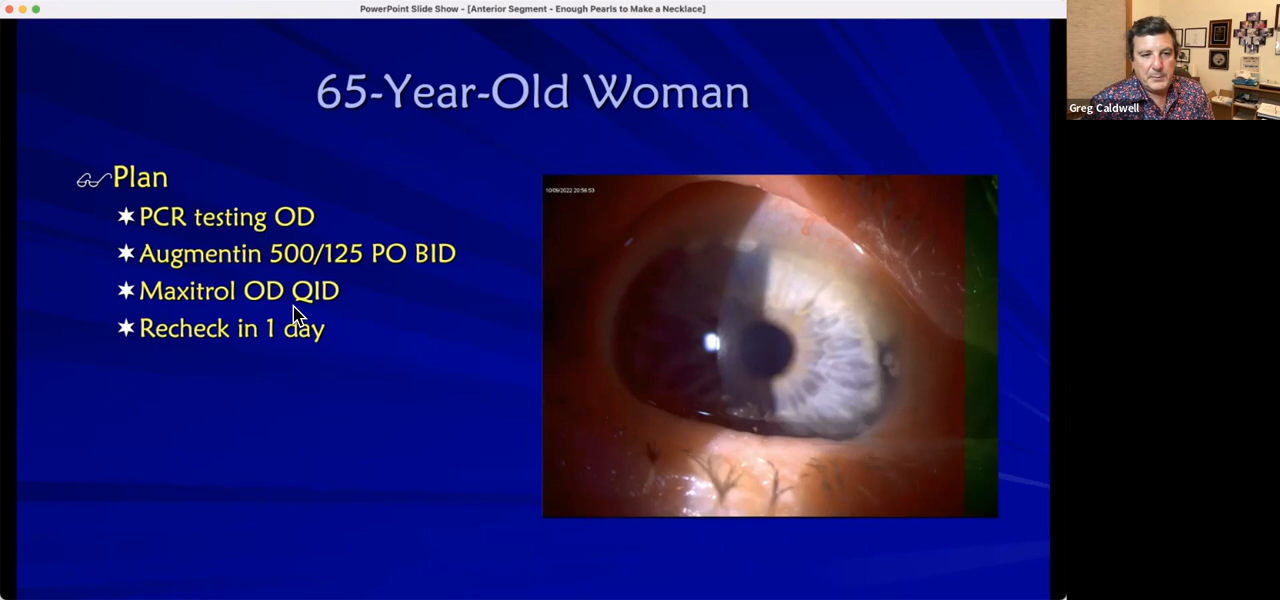 PowerPoint Slide Show - [Anterior Segment - Enough Pearls to Make a Necklace]
65-Year-Old Woman
Plan
PCR testing OD
Augmentin 500/125 PO BID
Maxitrol OD QID
Recheck in 1 day
Greg Caldwell